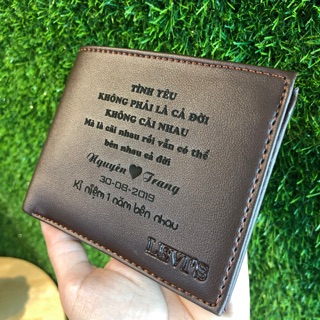 TÌNH YÊU
KHÔNG PHẢI LÀ CẢ ĐỜI
KHÔNG CÃI NHAU
Mà là cãi nhau rồi vẫn có thể
bên nhau cả đời
Nguyên ♥ Trang
30-08-2019
Kỉ niệm 1 năm bên nhau
LEVI'S